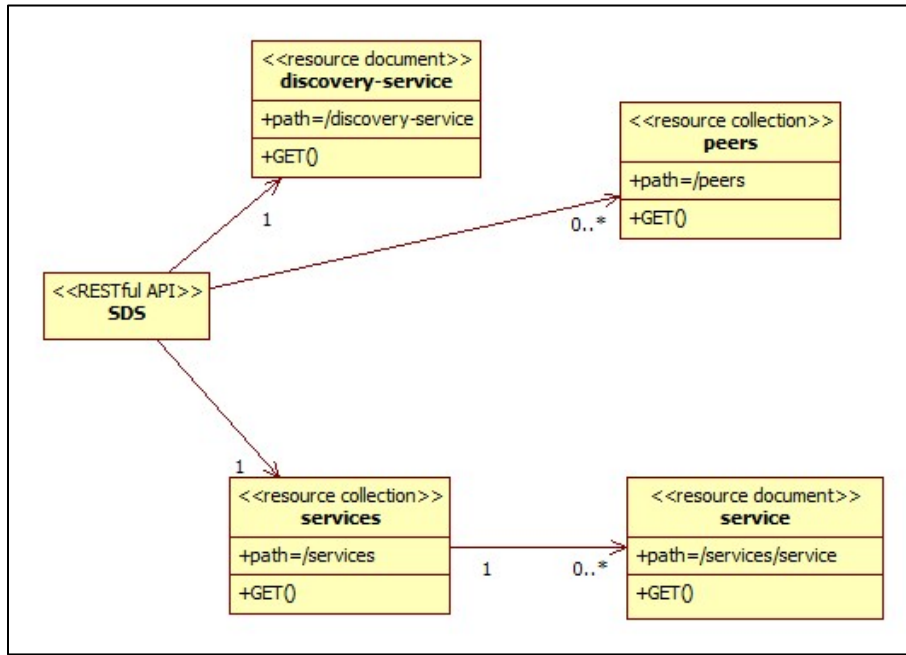 <<resource document>>
discovery-service
+path=/discovery-service
+GET()
1
<<resource collection>>
peers
+path=/peers
+GET()
0..*
<<RESTful API>>
SDS
1
<<resource collection>>
services
+path=/services
+GET()
1
0..*
<<resource document>>
service
+path=/services/service
+GET()